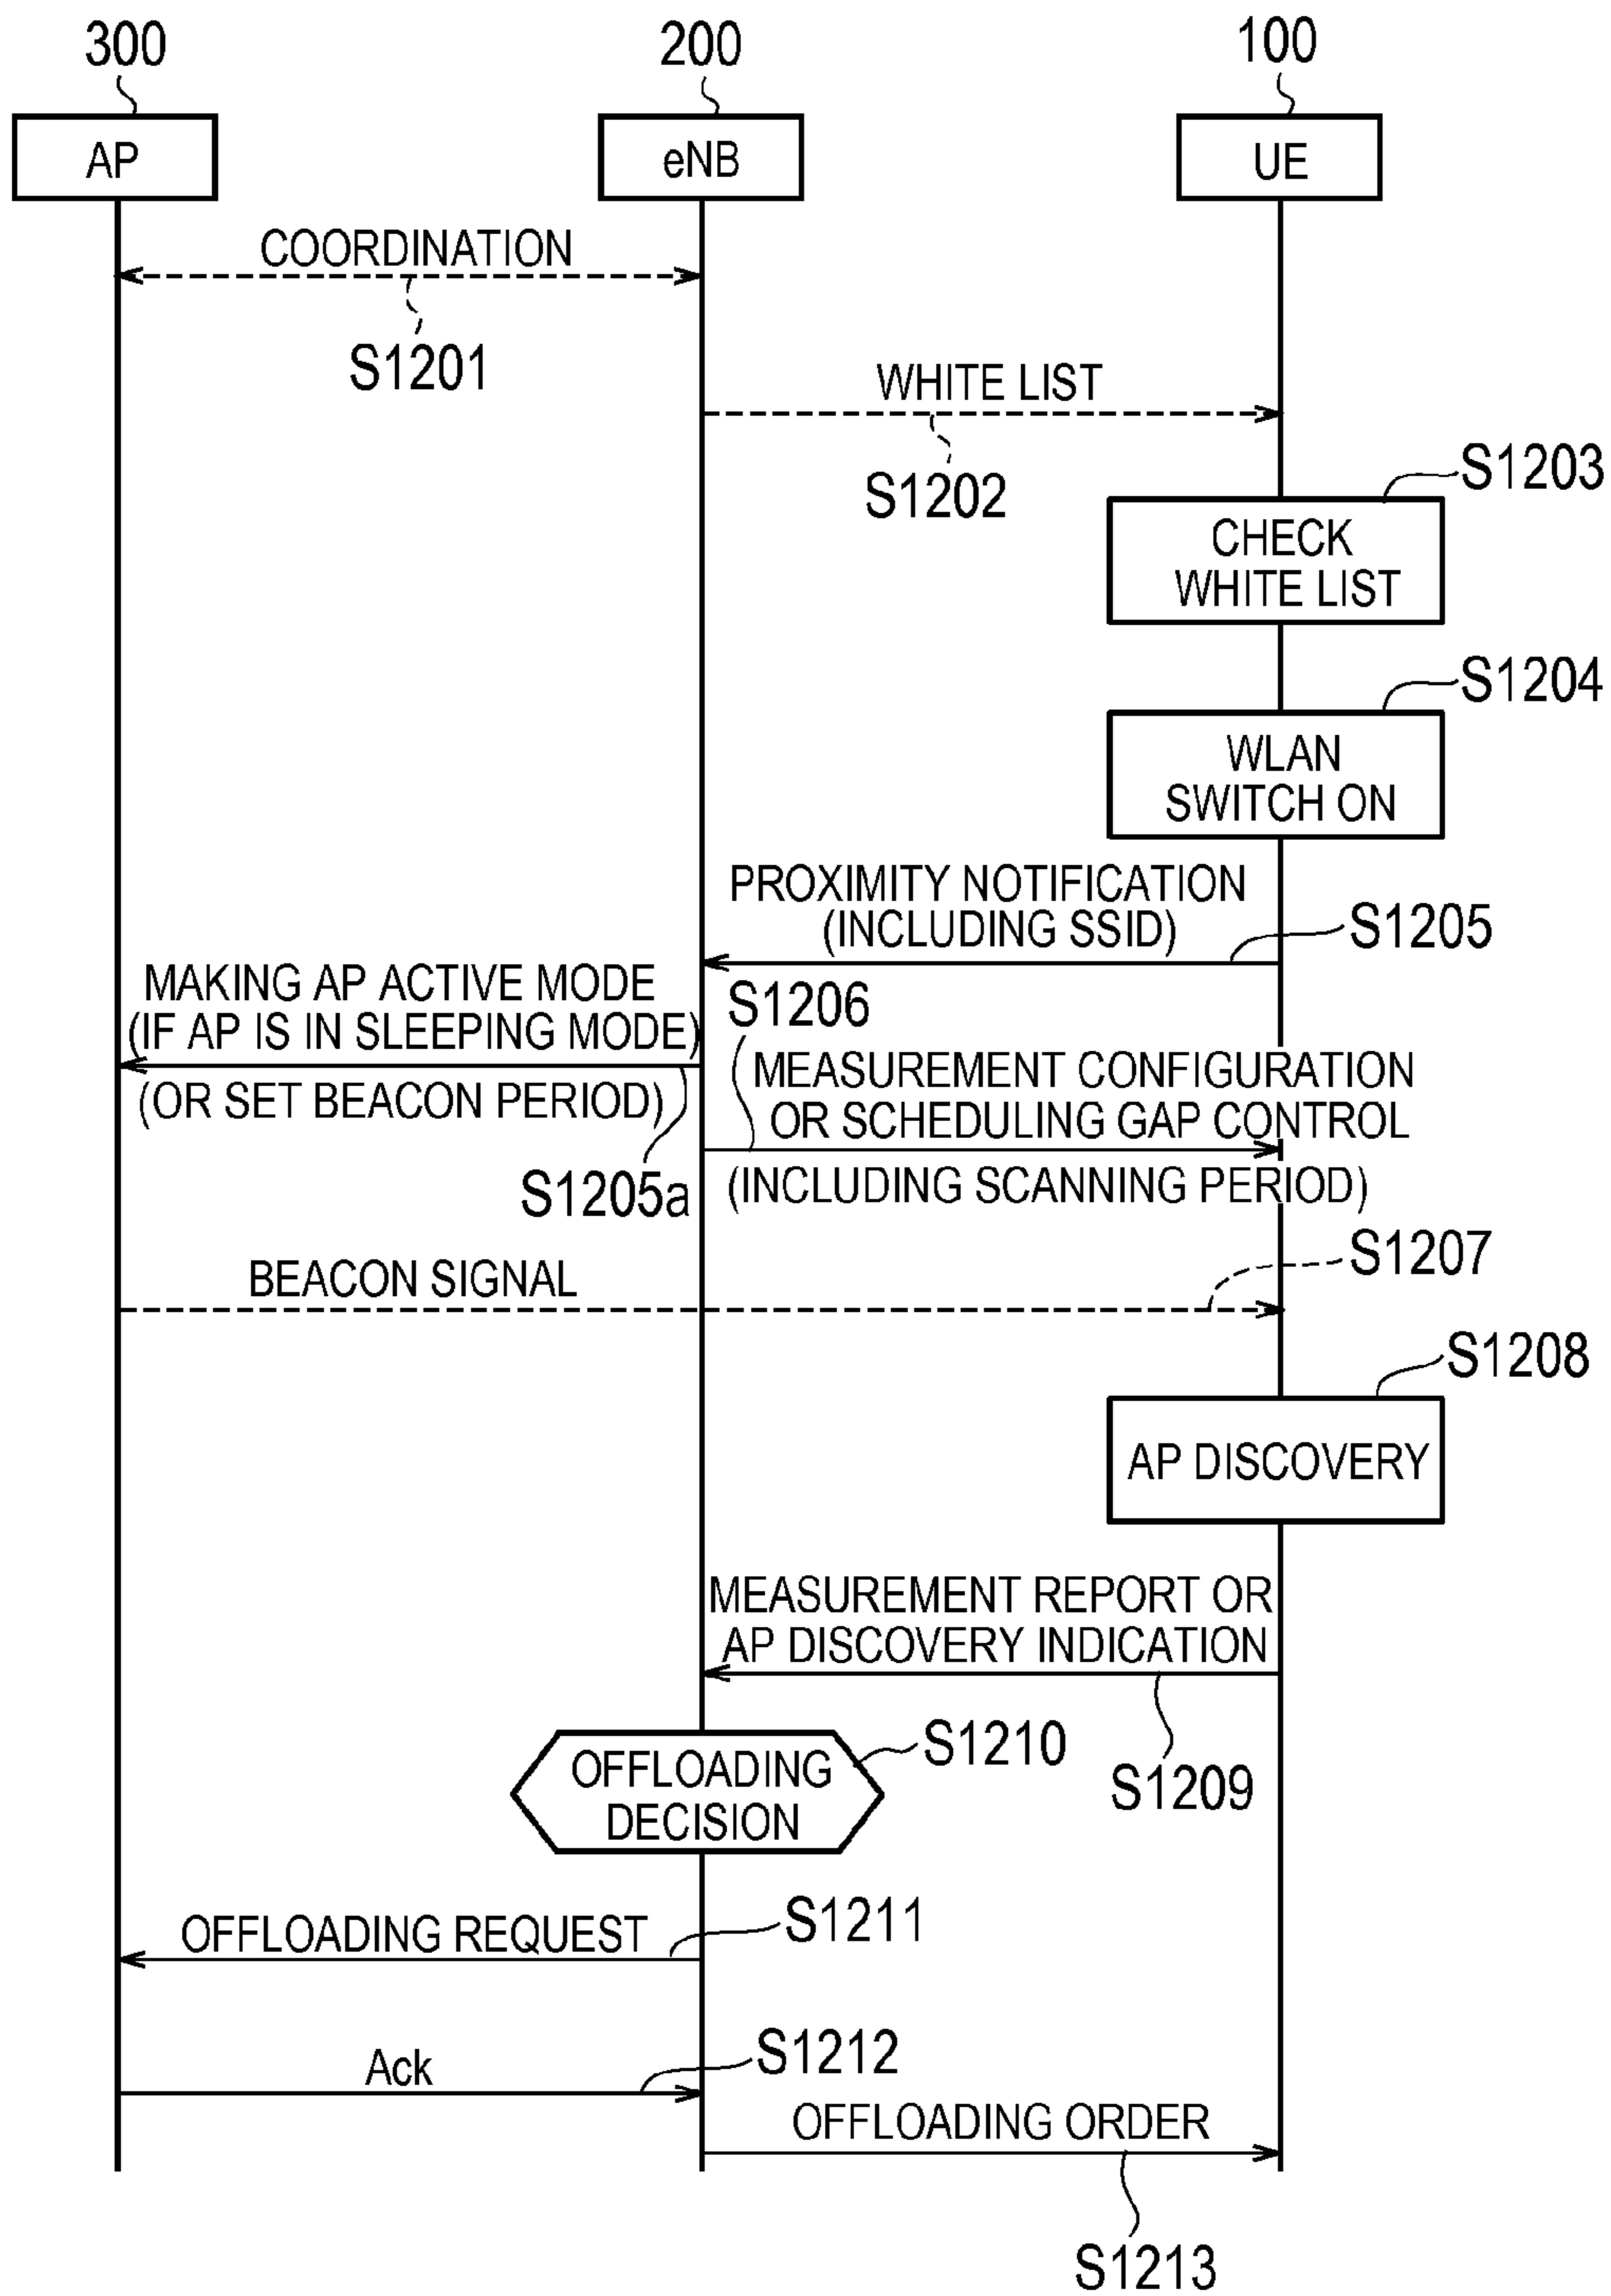 300
200
100
AP
eNB
UE
COORDINATION
S1201
WHITE LIST
S1202
S1203
CHECK
WHITE LIST
S1204
WLAN
SWITCH ON
PROXIMITY NOTIFICATION
(INCLUDING SSID)
S1205
MAKING AP ACTIVE MODE
(IF AP IS IN SLEEPING MODE)
(OR SET BEACON PERIOD)
S1205a
S1206
MEASUREMENT CONFIGURATION
OR SCHEDULING GAP CONTROL
(INCLUDING SCANNING PERIOD)
BEACON SIGNAL
S1207
S1208
AP DISCOVERY
MEASUREMENT REPORT OR
AP DISCOVERY INDICATION
S1209
OFFLOADING
DECISION
S1210
OFFLOADING REQUEST
S1211
Ack
S1212
OFFLOADING ORDER
S1213